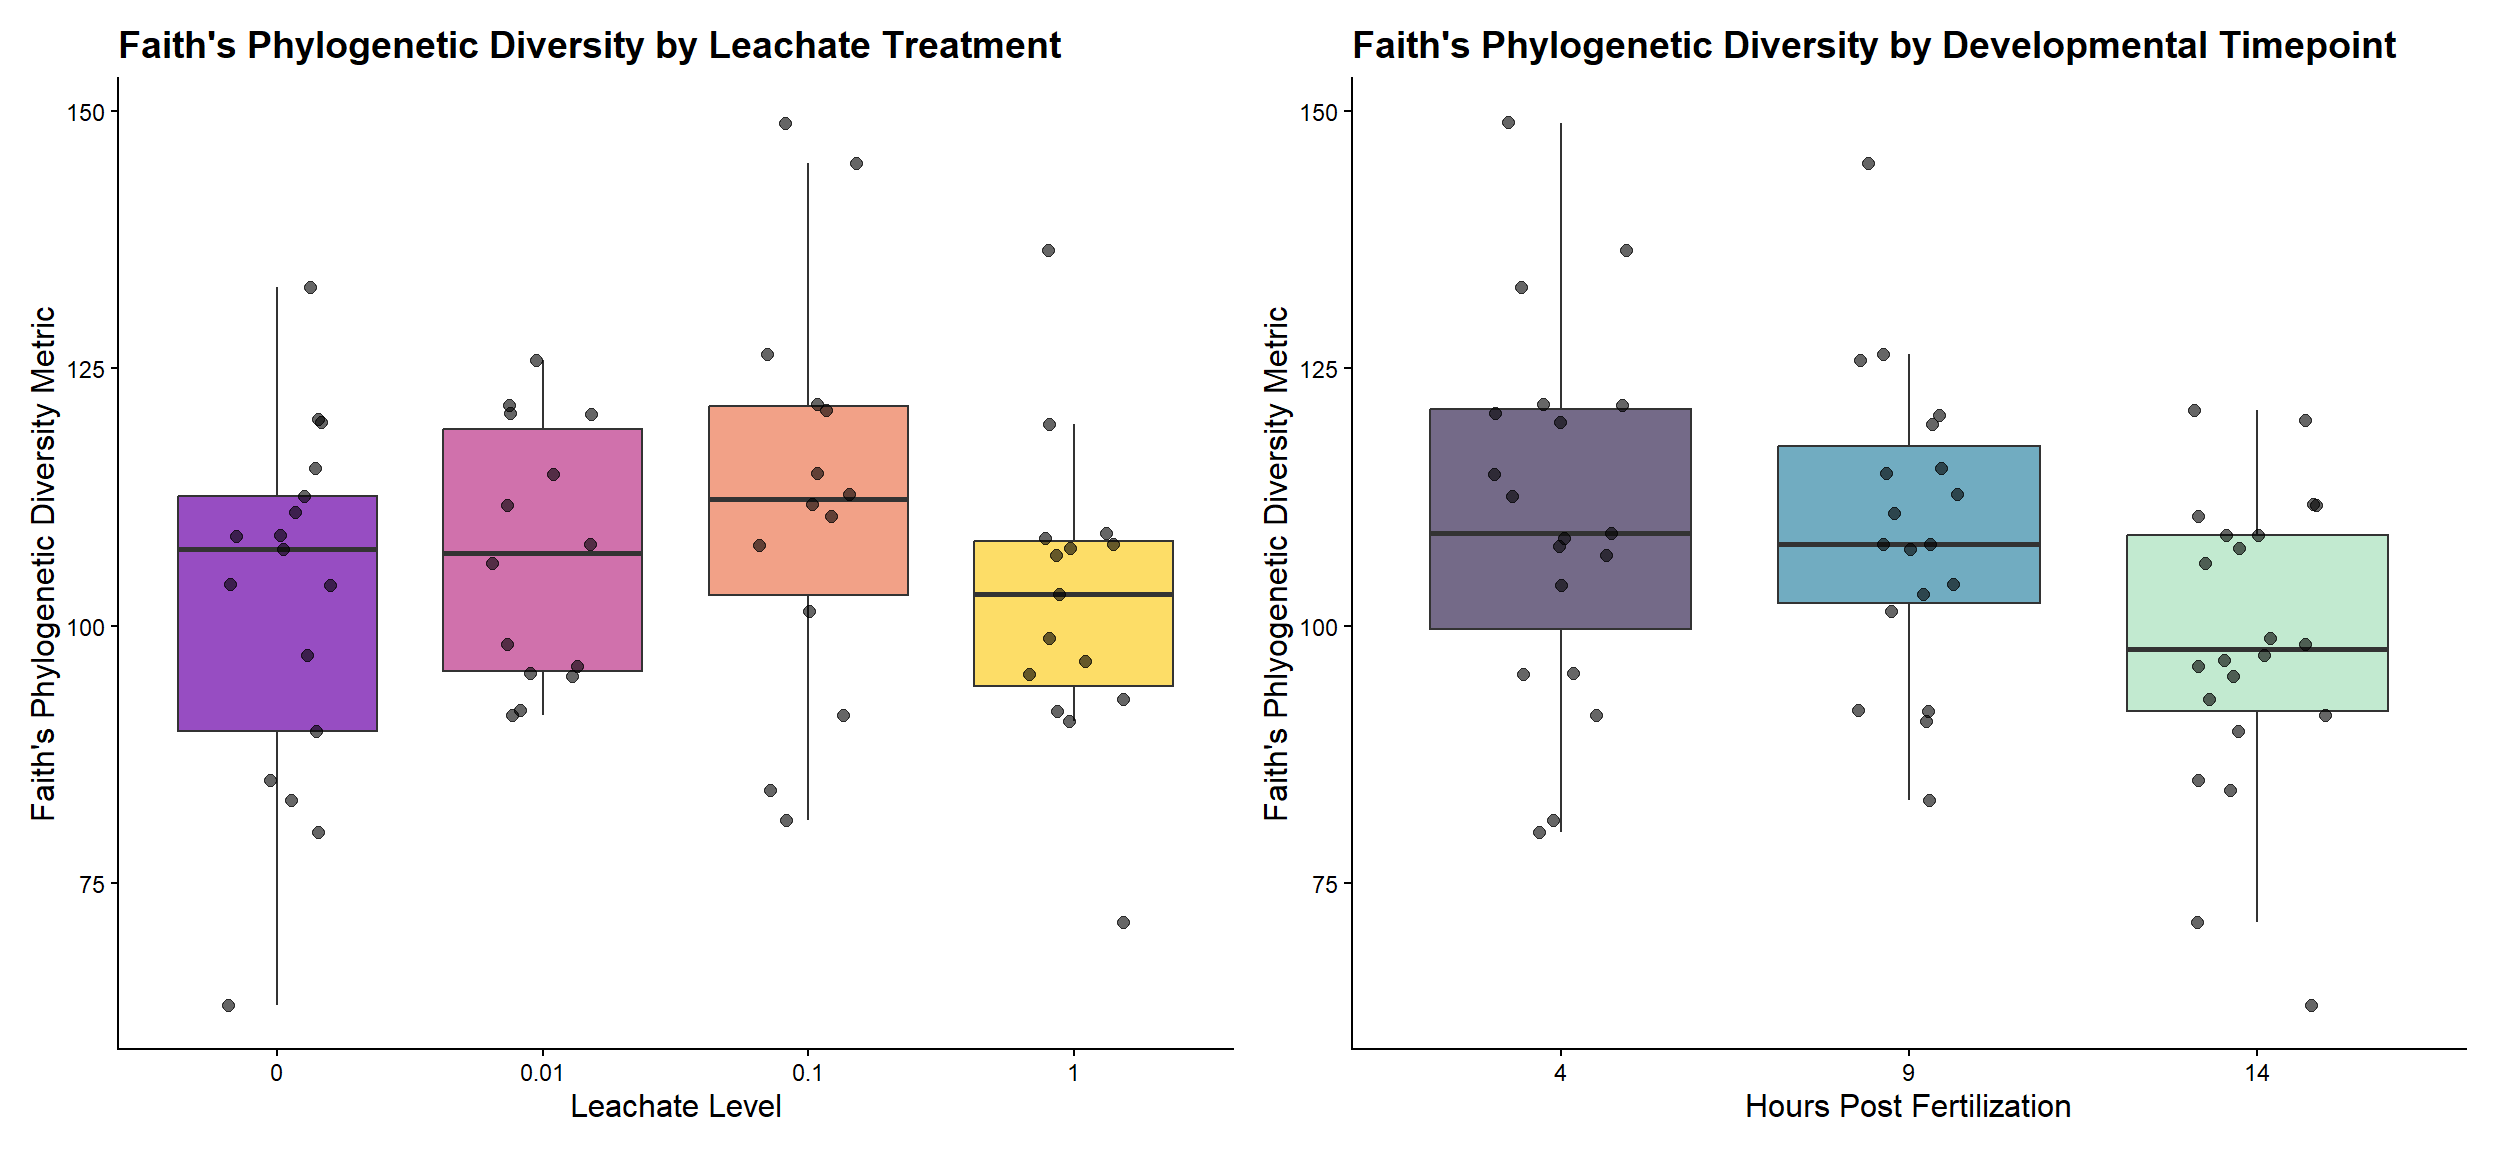 Faith's Phylogenetic Diversity by Leachate Treatment
Faith's Phylogenetic Diversity Metric
150
125
100
75
0 0.01 0.1 1
Leachate Level
Faith's Phylogenetic Diversity by Developmental Timepoint
Faith's Phlyogenetic Diversity Metric
150
125
100
75
4 9 14
Hours Post Fertilization